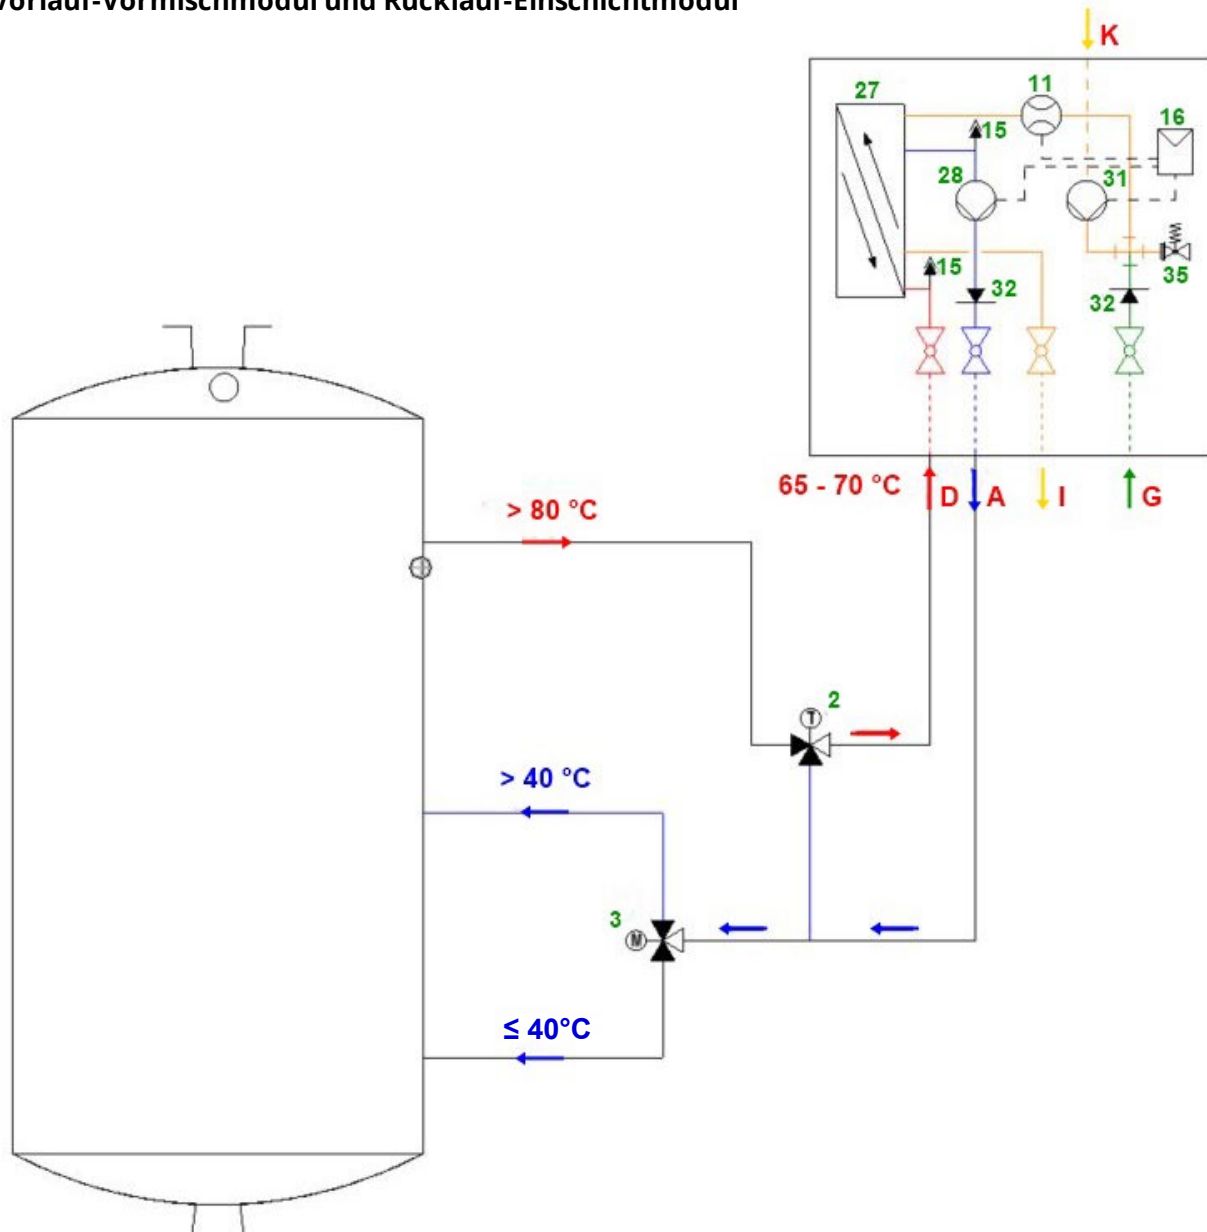 Vorlauf-Vormischmodul und Rücklauf-Einschichtmodul
K
27
11
16
15
28
31
15
32
32
35
65 - 70 °C
D
A
I
G
> 80 °C
2
T
> 40 °C
3
M
≤ 40°C